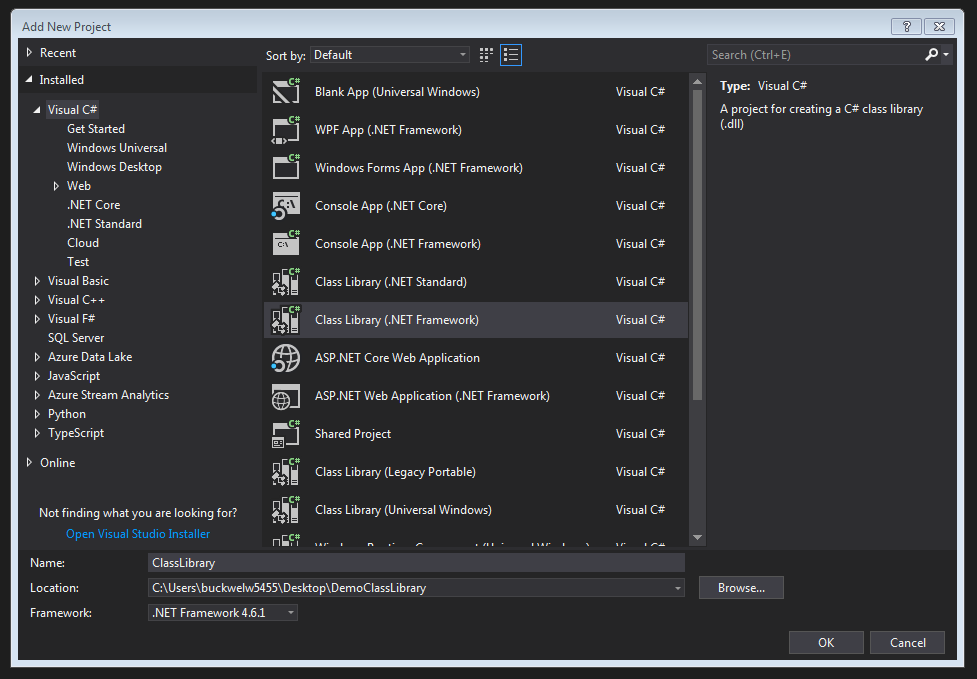 Add New Project
Recent
Installed
Visual C#
Get Started
Windows Universal
Windows Desktop
Web
.NET Core
.NET Standard
Cloud
Test
Visual Basic
Visual C++
Visual F#
SQL Server
Azure Data Lake
JavaScript
Azure Stream Analytics
Python
TypeScript
Online
Not finding what you are looking for?
Open Visual Studio Installer
Sort by: Default
Blank App (Universal Windows) Visual C#
WPF App (.NET Framework) Visual C#
Windows Forms App (.NET Framework) Visual C#
Console App (.NET Core) Visual C#
Console App (.NET Framework) Visual C#
Class Library (.NET Standard) Visual C#
Class Library (.NET Framework) Visual C#
ASP.NET Core Web Application Visual C#
ASP.NET Web Application (.NET Framework) Visual C#
Shared Project Visual C#
Class Library (Legacy Portable) Visual C#
Class Library (Universal Windows) Visual C#
Search (Ctrl+E)
Type: Visual C#
A project for creating a C# class library
(.dll)
Name: ClassLibrary
Location: C:\Users\buckwelw5455\Desktop\DemoClassLibrary Browse...
Framework: .NET Framework 4.6.1
OK Cancel